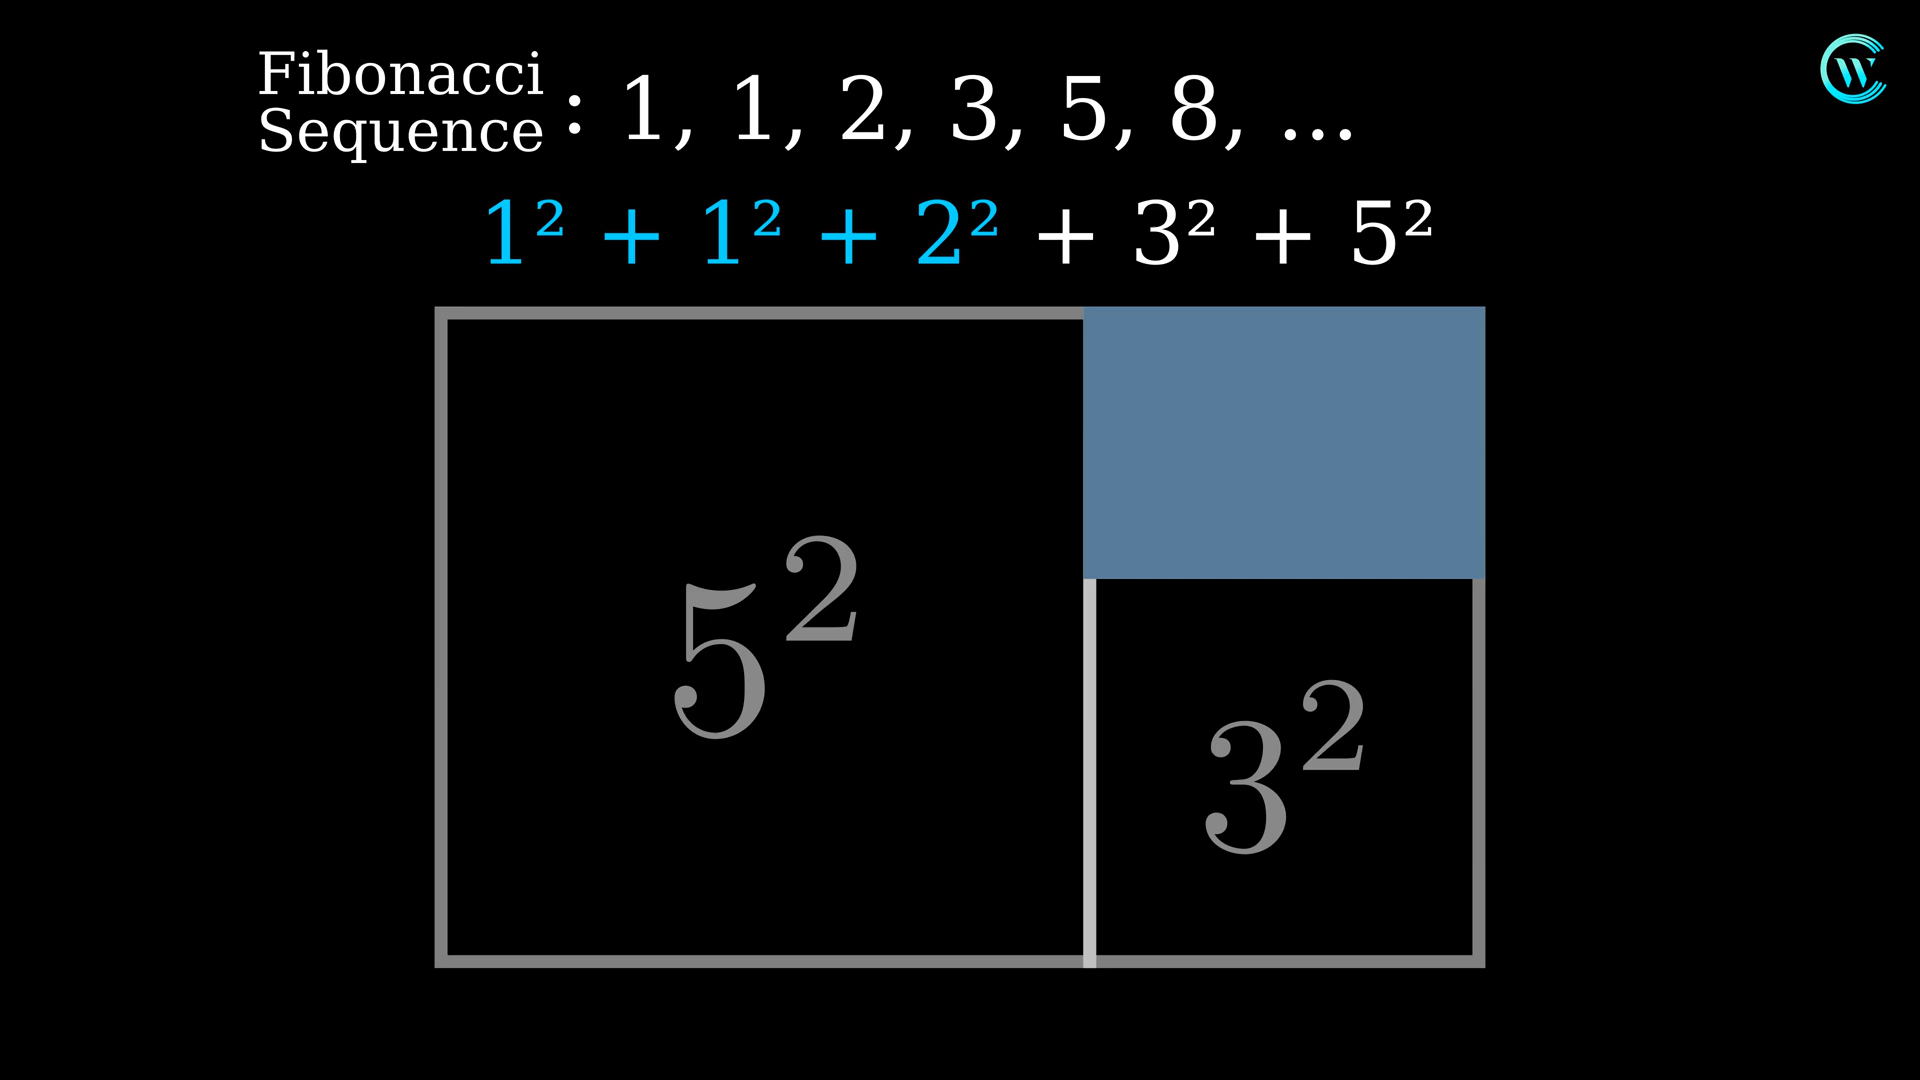 Fibonacci
Sequence : 1, 1, 2, 3, 5, 8, ...
1² + 1² + 2² + 3² + 5²
5²
3²
W